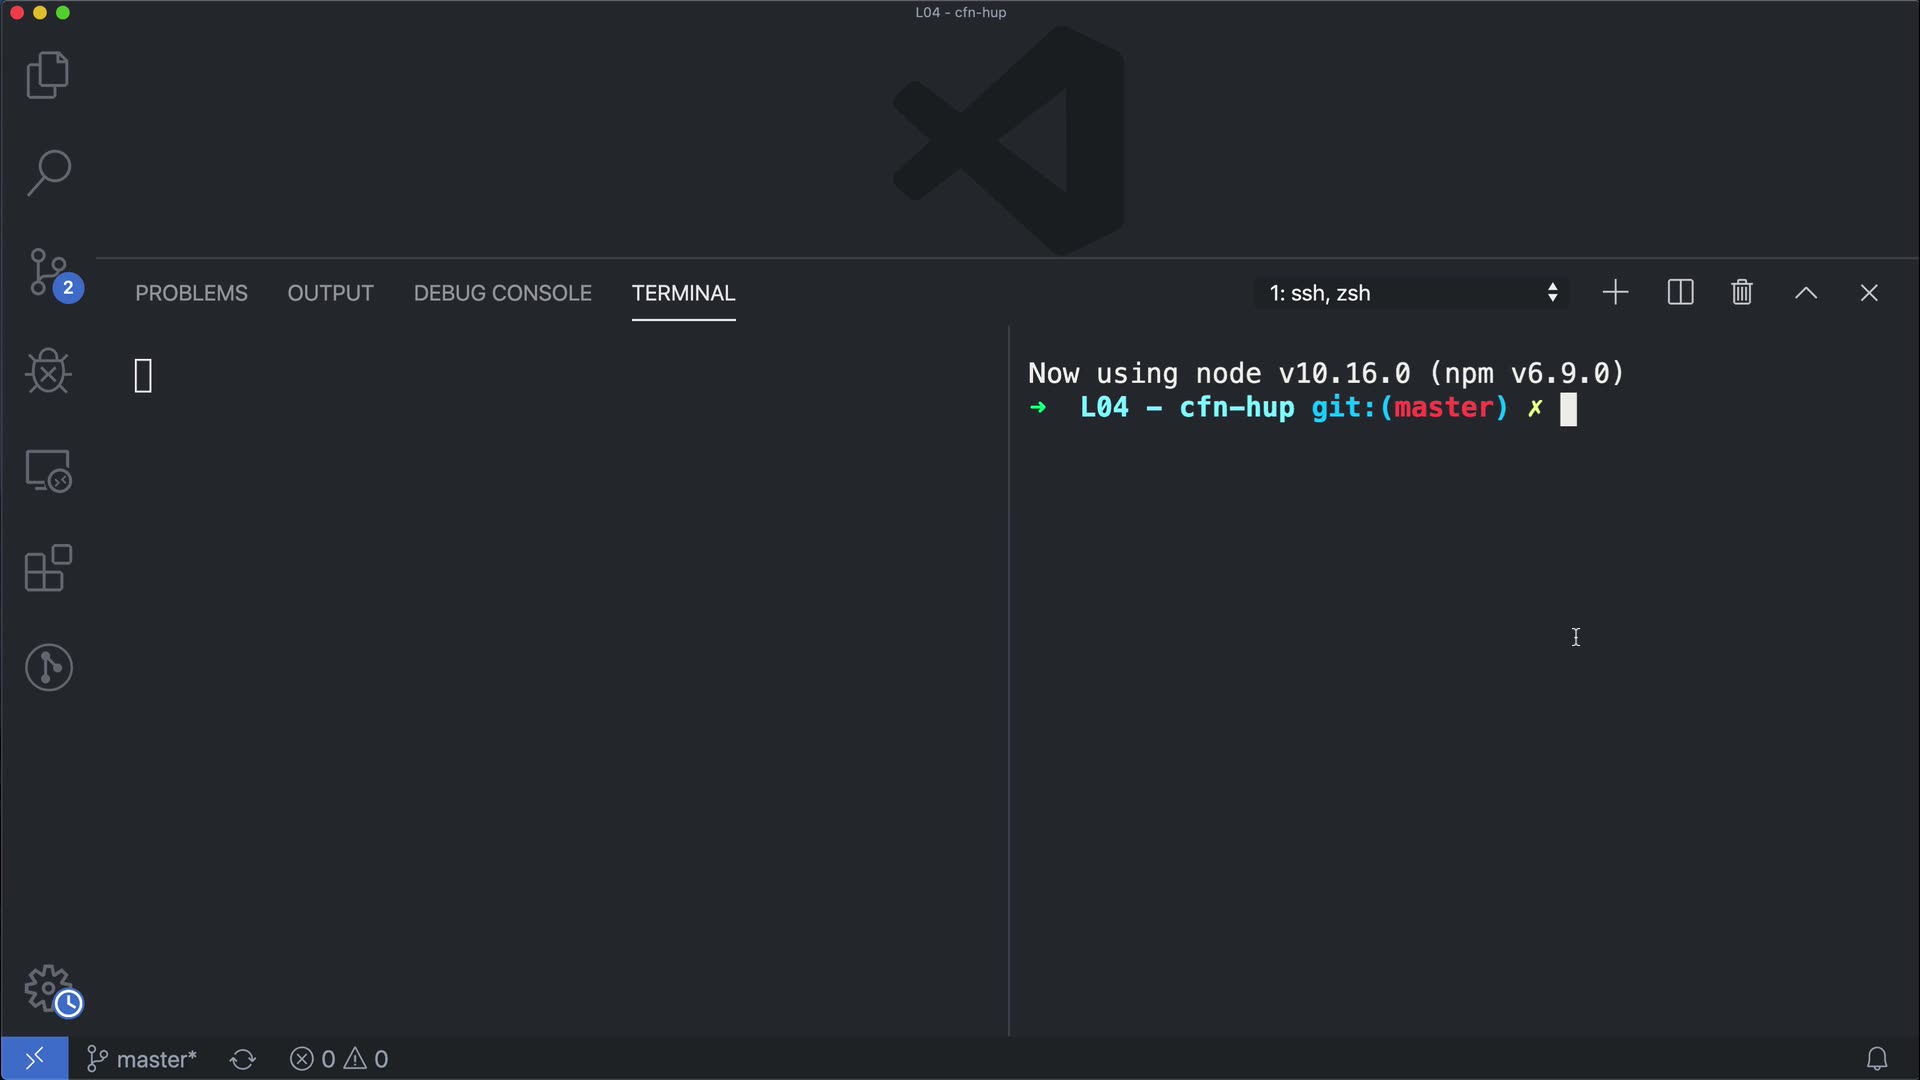 L04 - cfn-hup
2
PROBLEMS OUTPUT DEBUG CONSOLE TERMINAL 1: ssh, zsh
Now using node v10.16.0 (npm v6.9.0)
➜ L04 - cfn-hup git:(master) ✗
master* 0 0